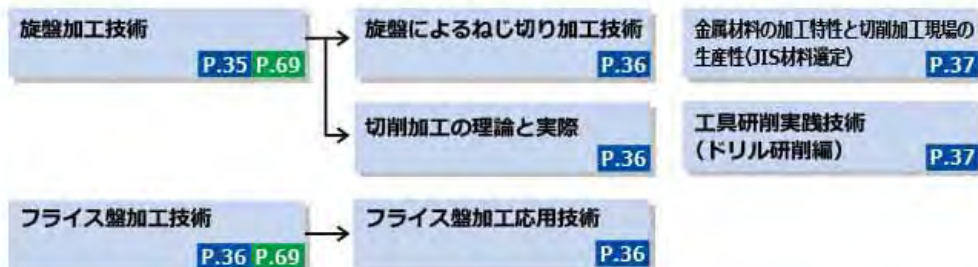 旋盤加工技術
P.35 P.69
旋盤によるねじ切り加工技術
P.36
金属材料の加工特性と切削加工現場の
生産性(JIS材料選定)
P.37
切削加工の理論と実際
P.36
工具研削実践技術
(ドリル研削編)
P.37
フライス盤加工技術
P.36 P.69
フライス盤加工応用技術
P.36